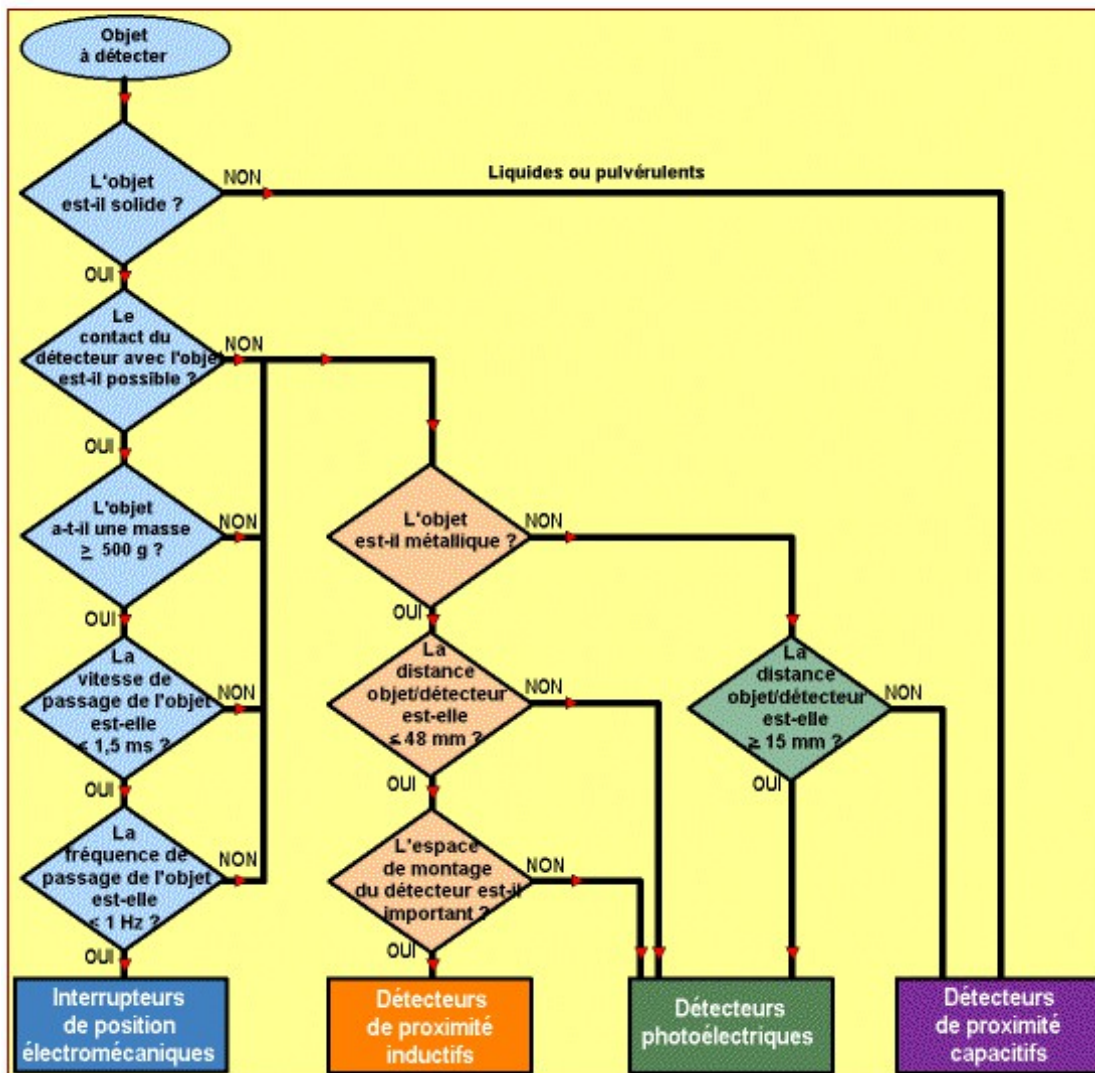 Objet
à détecter
L'objet
est-il solide ?
NON
Liquides ou pulvérulents
OUI
Le
contact du
détecteur avec l'objet
est-il possible ?
NON
OUI
L'objet
a-t-il une masse
≥ 500 g ?
NON
OUI
La
vitesse de
passage de l'objet
est-elle
≤ 1,5 ms ?
NON
OUI
La
fréquence de
passage de l'objet
est-elle
< 1 Hz ?
NON
OUI
L'objet
est-il métallique ?
NON
OUI
La
distance
objet/détecteur
est-elle
≤ 48 mm ?
NON
OUI
L'espace
de montage
du détecteur est-il
important ?
NON
OUI
La
distance
objet/détecteur
est-elle
≥ 15 mm ?
NON
OUI
Interrupteurs
de position
électromécaniques
Détecteurs
de proximité
inductifs
Détecteurs
photoélectriques
Détecteurs
de proximité
capacitifs